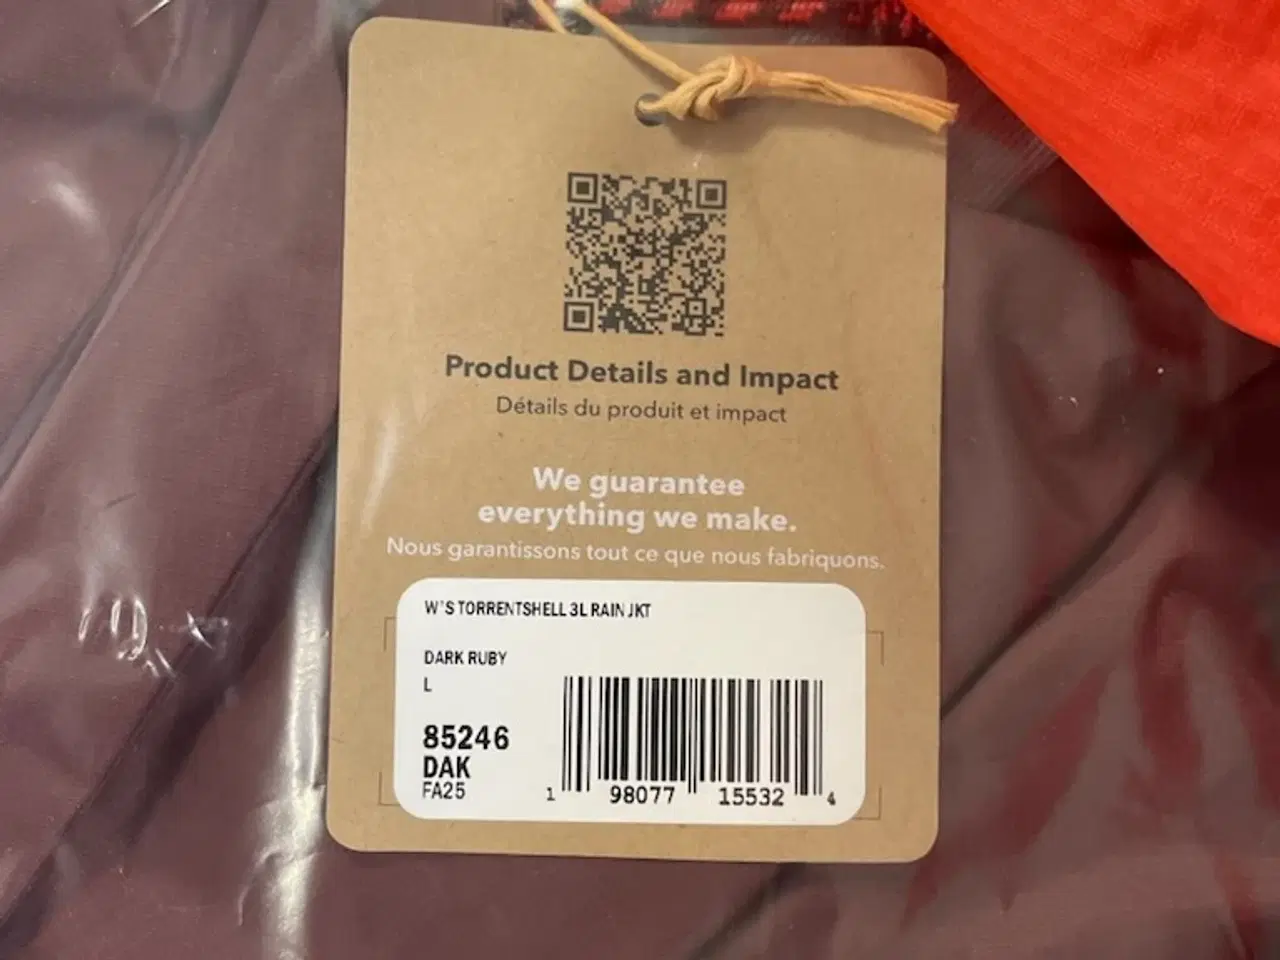 Product Details and Impact
Détails du produit et impact
We guarantee
everything we make.
Nous garantissons tout ce que nous fabriquons.
W'S TORRENTSHELL 3L RAIN JKT
DARK RUBY
L
85246
DAK
FA25
1 98077 15532 4